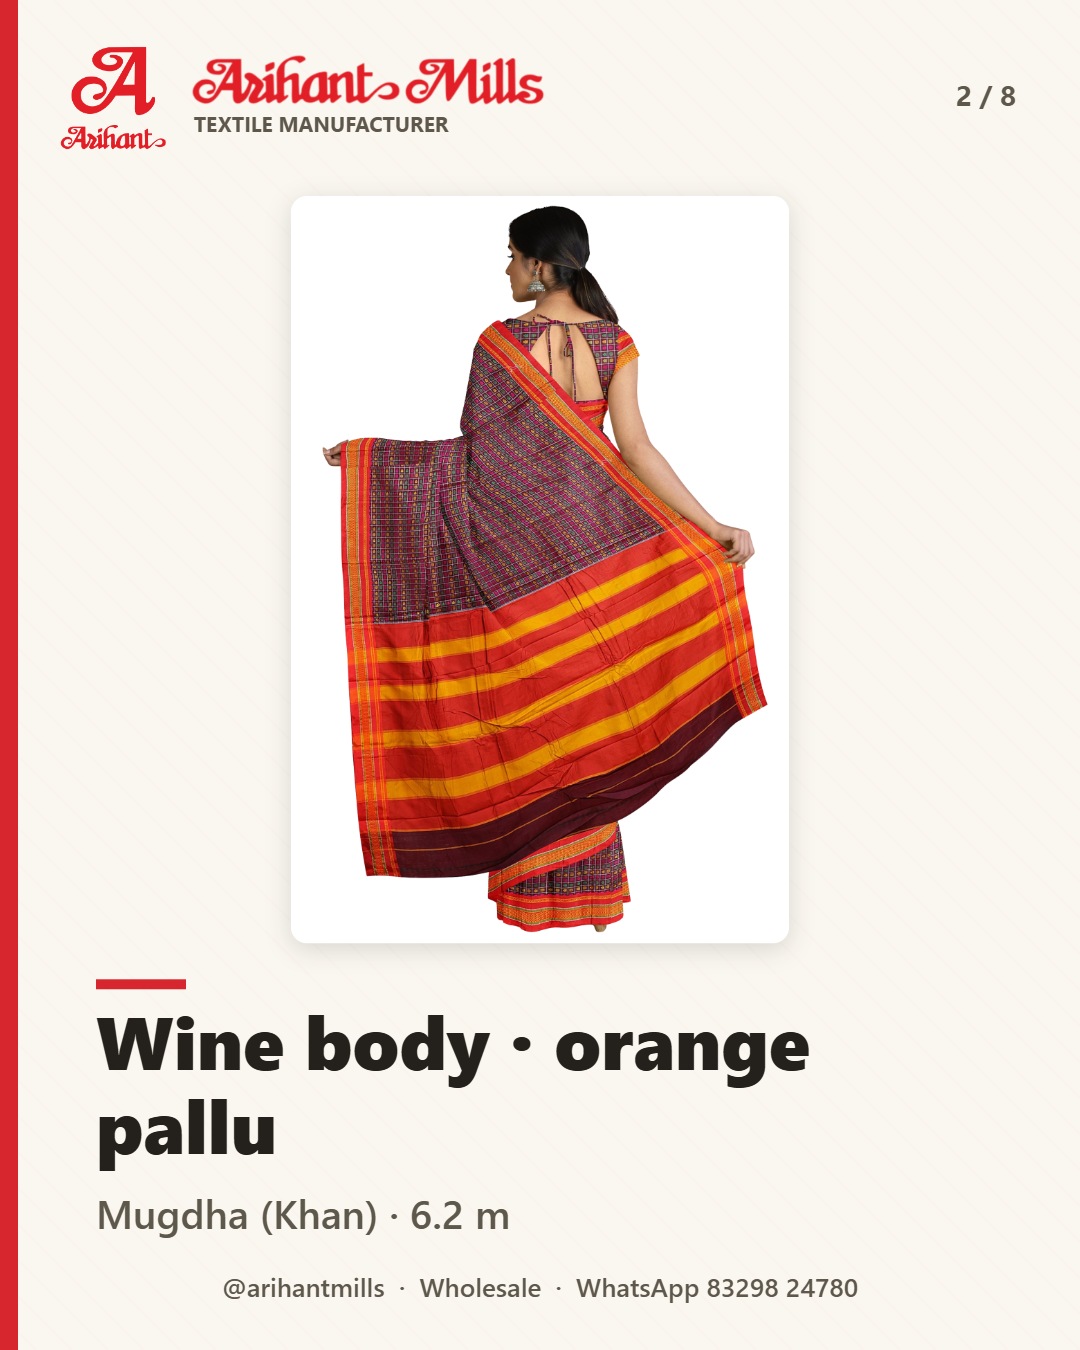 A
Arihant
Arihant Mills
TEXTILE MANUFACTURER
2 / 8
Wine body · orange
pallu
Mugdha (Khan) · 6.2 m
@arihantmills · Wholesale · WhatsApp 83298 24780